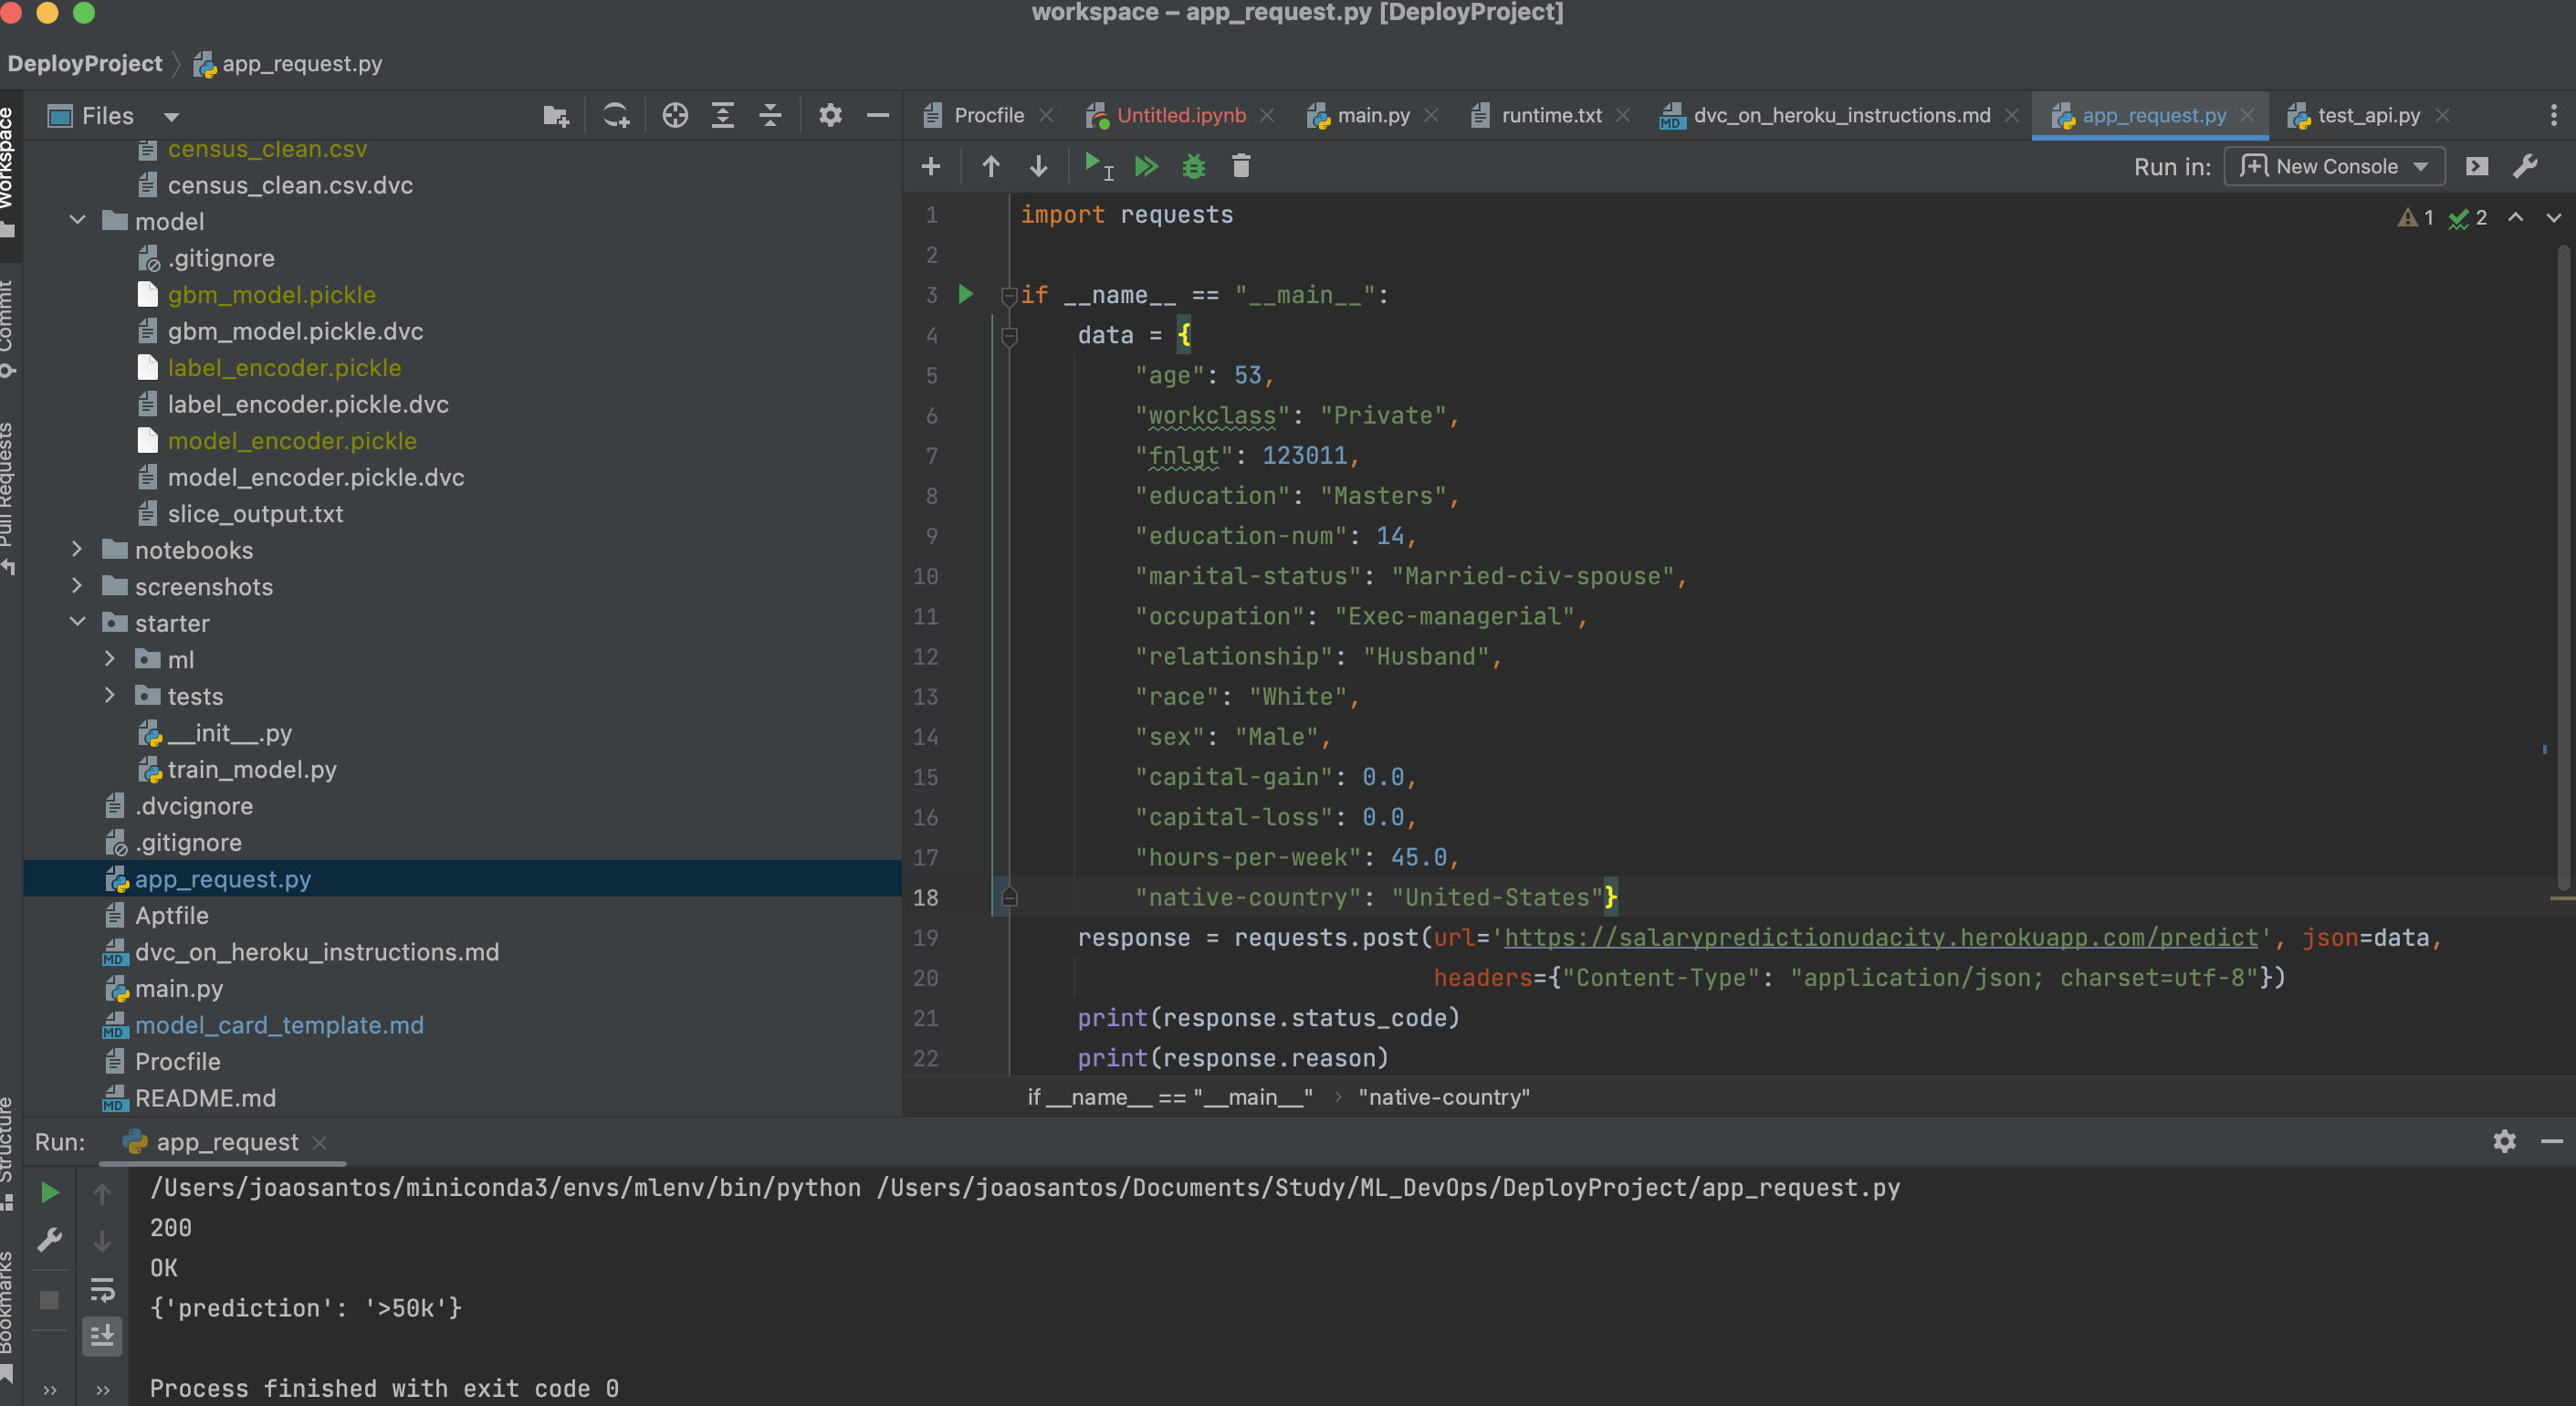 workspace – app_request.py [DeployProject]
DeployProject
app_request.py
Files
Workspace
Commit
Pull Requests
Structure
Bookmarks
census_clean.csv
census_clean.csv.dvc
model
.gitignore
gbm_model.pickle
gbm_model.pickle.dvc
label_encoder.pickle
label_encoder.pickle.dvc
model_encoder.pickle
model_encoder.pickle.dvc
slice_output.txt
notebooks
screenshots
starter
ml
tests
__init__.py
train_model.py
.dvcignore
.gitignore
app_request.py
Aptfile
MD dvc_on_heroku_instructions.md
main.py
MD model_card_template.md
Procfile
MD README.md
Procfile
Untitled.ipynb
main.py
runtime.txt
MD dvc_on_heroku_instructions.md
app_request.py
test_api.py
Run in: New Console
1 2
1 import requests
2
3 if __name__ == "__main__":
4 data = {
5 "age": 53,
6 "workclass": "Private",
7 "fnlgt": 123011,
8 "education": "Masters",
9 "education-num": 14,
10 "marital-status": "Married-civ-spouse",
11 "occupation": "Exec-managerial",
12 "relationship": "Husband",
13 "race": "White",
14 "sex": "Male",
15 "capital-gain": 0.0,
16 "capital-loss": 0.0,
17 "hours-per-week": 45.0,
18 "native-country": "United-States"}
19 response = requests.post(url='https://salarypredictionudacity.herokuapp.com/predict', json=data,
20 headers={"Content-Type": "application/json; charset=utf-8"})
21 print(response.status_code)
22 print(response.reason)
if __name__ == "__main__" › "native-country"
Run: app_request
/Users/joaosantos/miniconda3/envs/mlenv/bin/python /Users/joaosantos/Documents/Study/ML_DevOps/DeployProject/app_request.py
200
OK
{'prediction': '>50k'}
Process finished with exit code 0